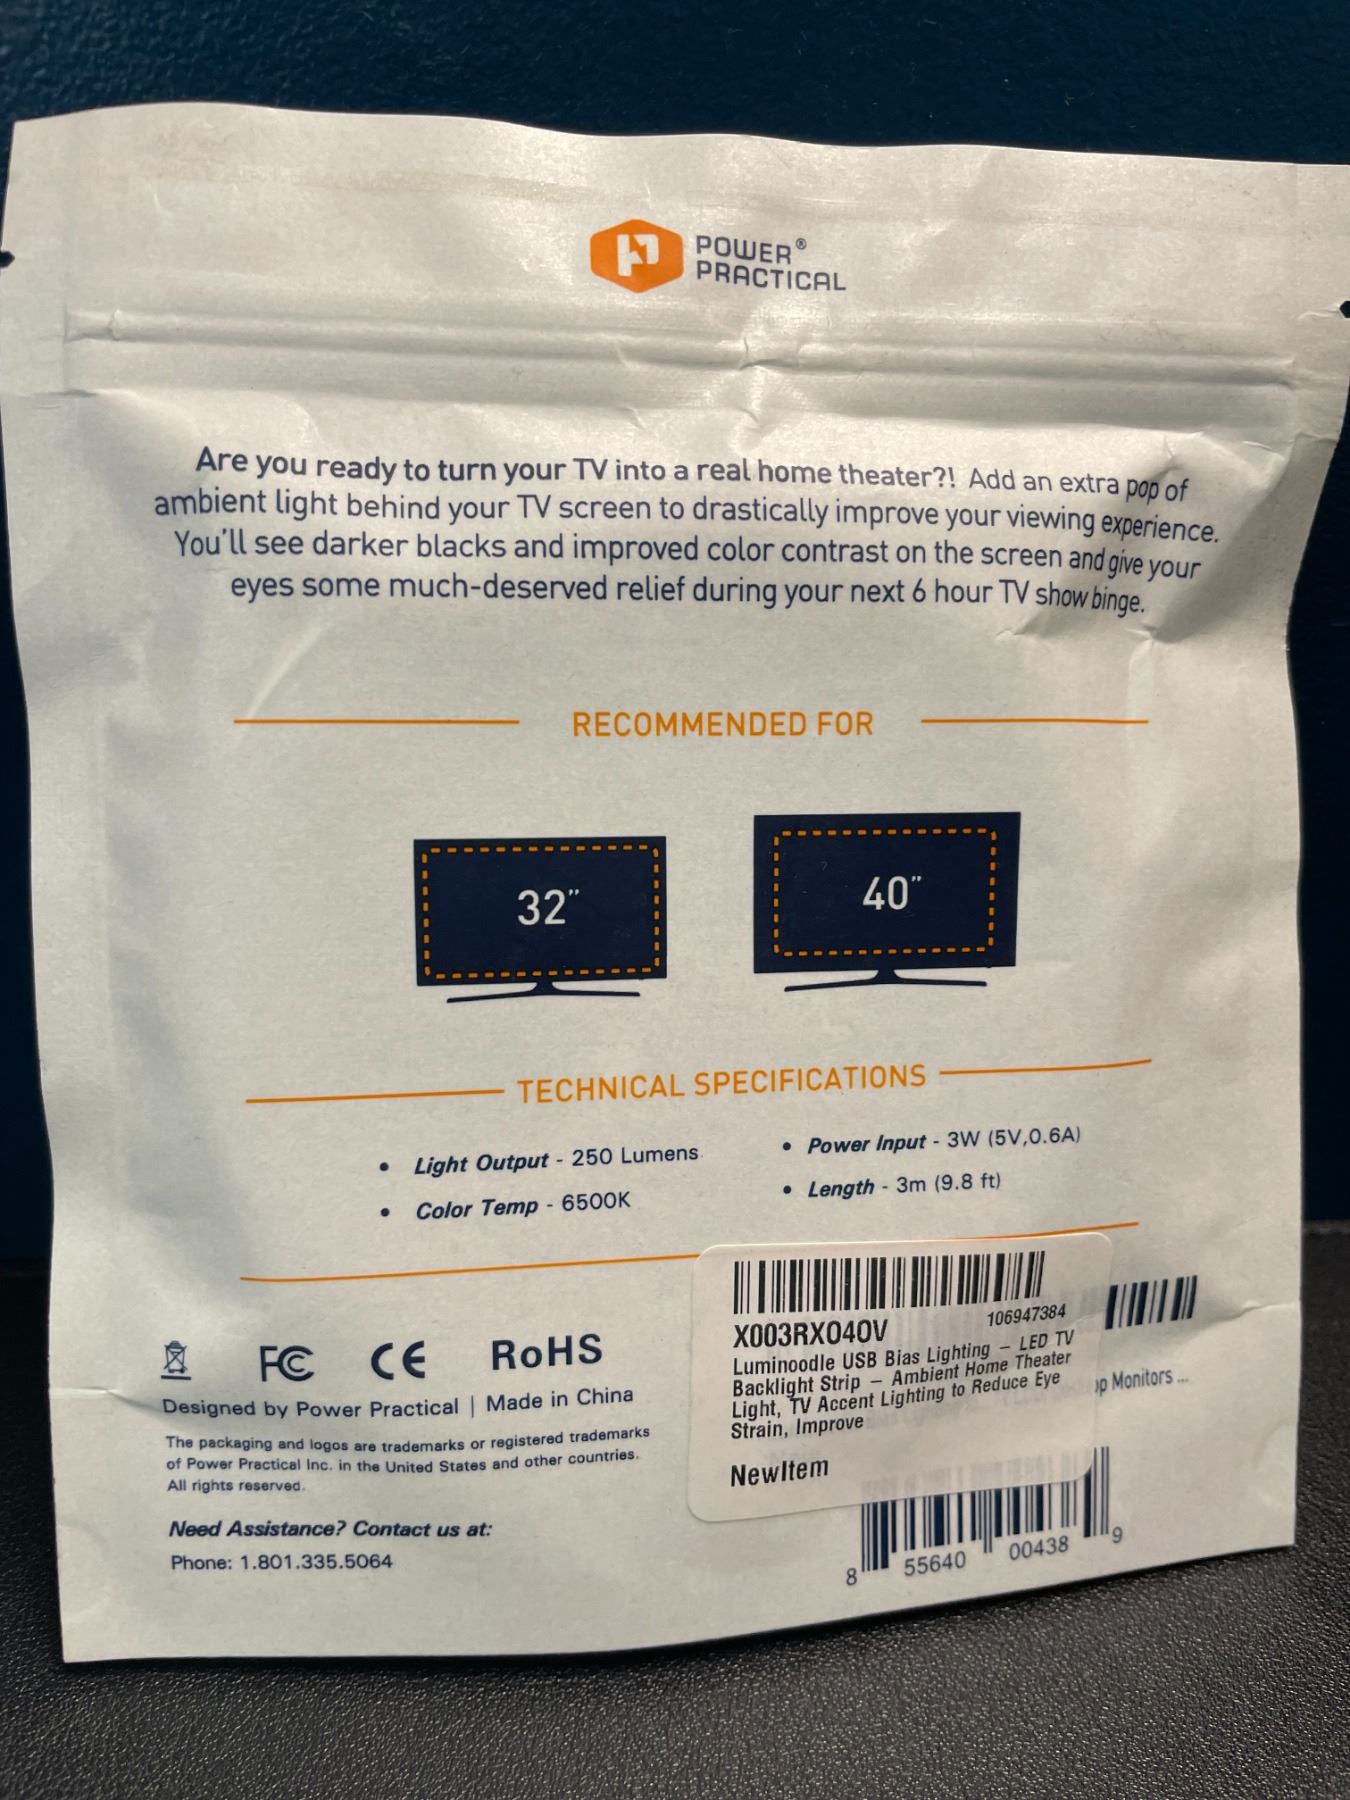 POWER®
PRACTICAL
Are you ready to turn your TV into a real home theater?! Add an extra pop of
ambient light behind your TV screen to drastically improve your viewing experience.
You'll see darker blacks and improved color contrast on the screen and give your
eyes some much-deserved relief during your next 6 hour TV show binge.
RECOMMENDED FOR
32"
40"
TECHNICAL SPECIFICATIONS
• Light Output - 250 Lumens
• Color Temp - 6500K
• Power Input - 3W (5V,0.6A)
• Length - 3m (9.8 ft)
FC CE RoHS
Designed by Power Practical | Made in China
The packaging and logos are trademarks or registered trademarks
of Power Practical Inc. in the United States and other countries.
All rights reserved.
Need Assistance? Contact us at:
Phone: 1.801.335.5064
X003RXO4OV 106947384
Luminoodle USB Bias Lighting – LED TV
Backlight Strip – Ambient Home Theater
Light, TV Accent Lighting to Reduce Eye
Strain, Improve
NewItem
Monitors ...
8 55640 00438 9